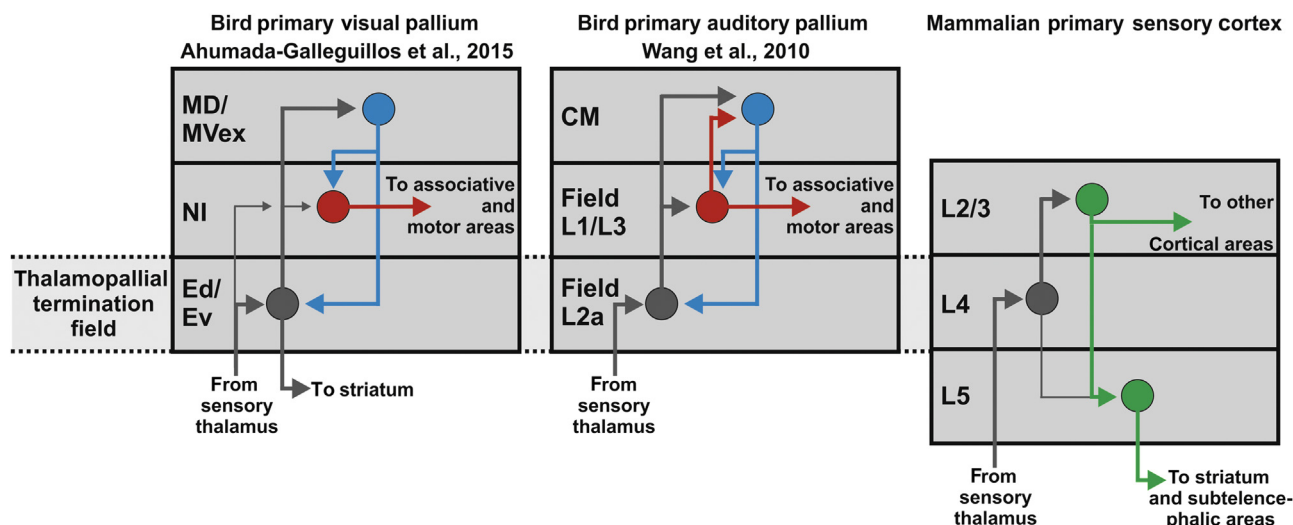 Bird primary visual pallium
Ahumada-Galleguillos et al., 2015
Bird primary auditory pallium
Wang et al., 2010
Mammalian primary sensory cortex
MD/
MVex
NI
To associative
and
motor areas
Thalamopallial
termination
field
Ed/
Ev
From
sensory
thalamus
To striatum
CM
Field
L1/L3
To associative
and
motor areas
Field
L2a
From
sensory
thalamus
L2/3
To other
Cortical areas
L4
L5
From
sensory
thalamus
To striatum
and subtelence-
phalic areas